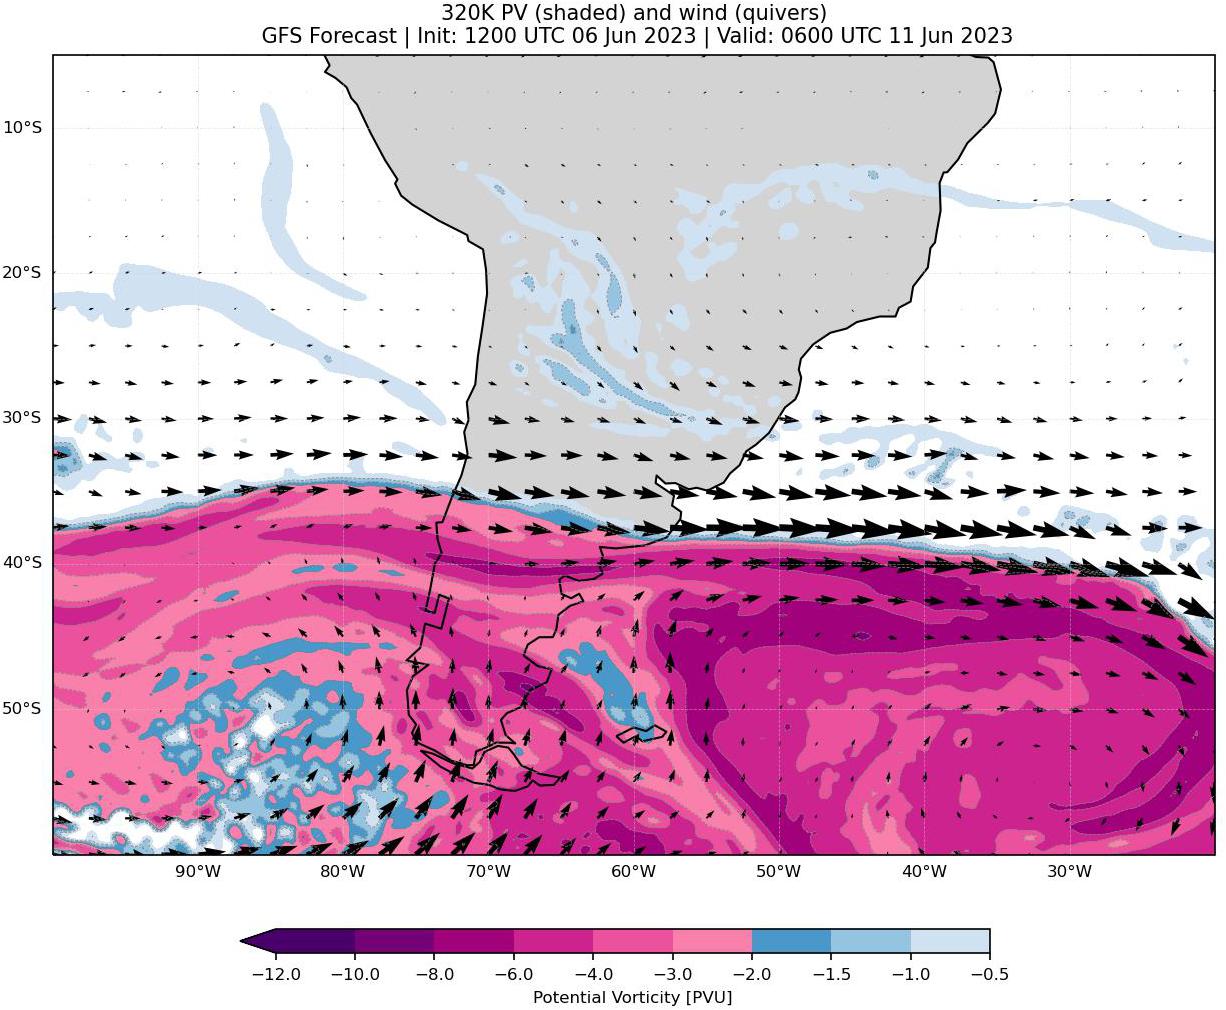 320K PV (shaded) and wind (quivers)
GFS Forecast | Init: 1200 UTC 06 Jun 2023 | Valid: 0600 UTC 11 Jun 2023
10°S
20°S
30°S
40°S
50°S
90°W 80°W 70°W 60°W 50°W 40°W 30°W
−12.0 −10.0 −8.0 −6.0 −4.0 −3.0 −2.0 −1.5 −1.0 −0.5
Potential Vorticity [PVU]